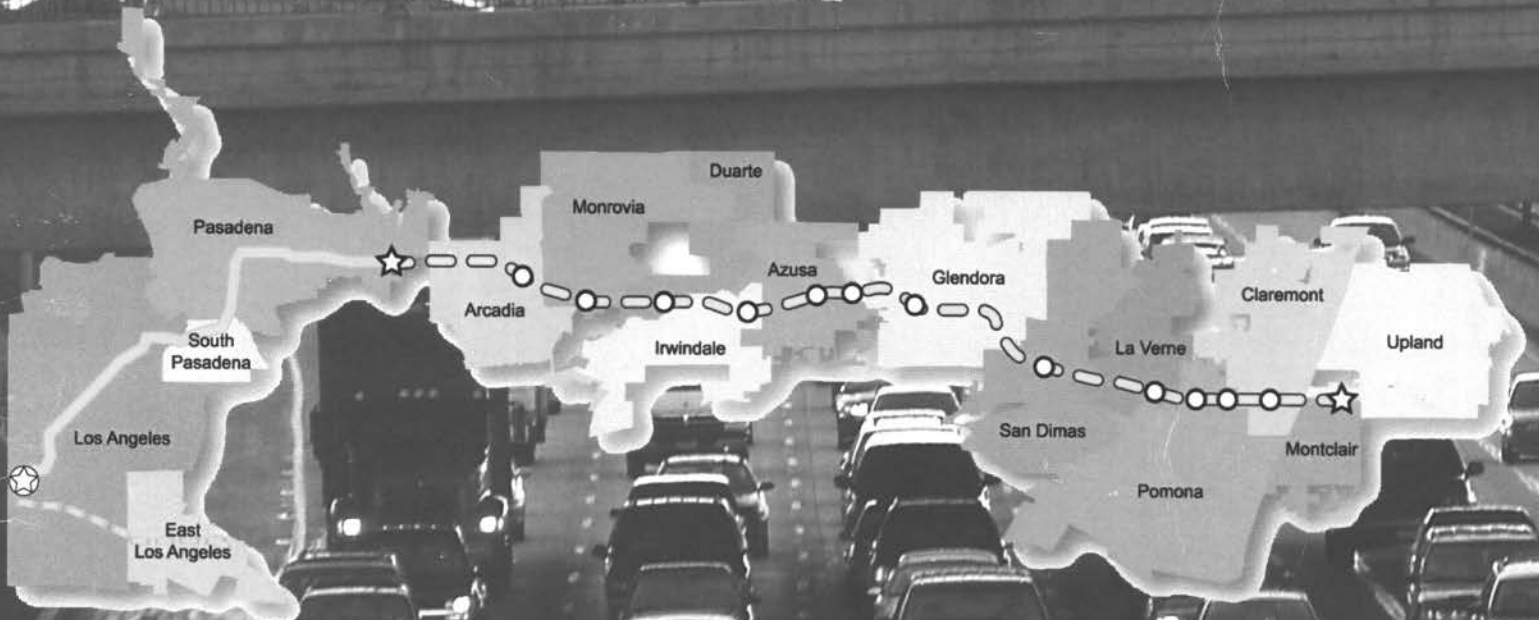 Duarte
Monrovia
Pasadena
Azusa
Glendora
Claremont
Arcadia
South
Pasadena
Irwindale
La Verne
Upland
Los Angeles
San Dimas
Montclair
Pomona
East
Los Angeles